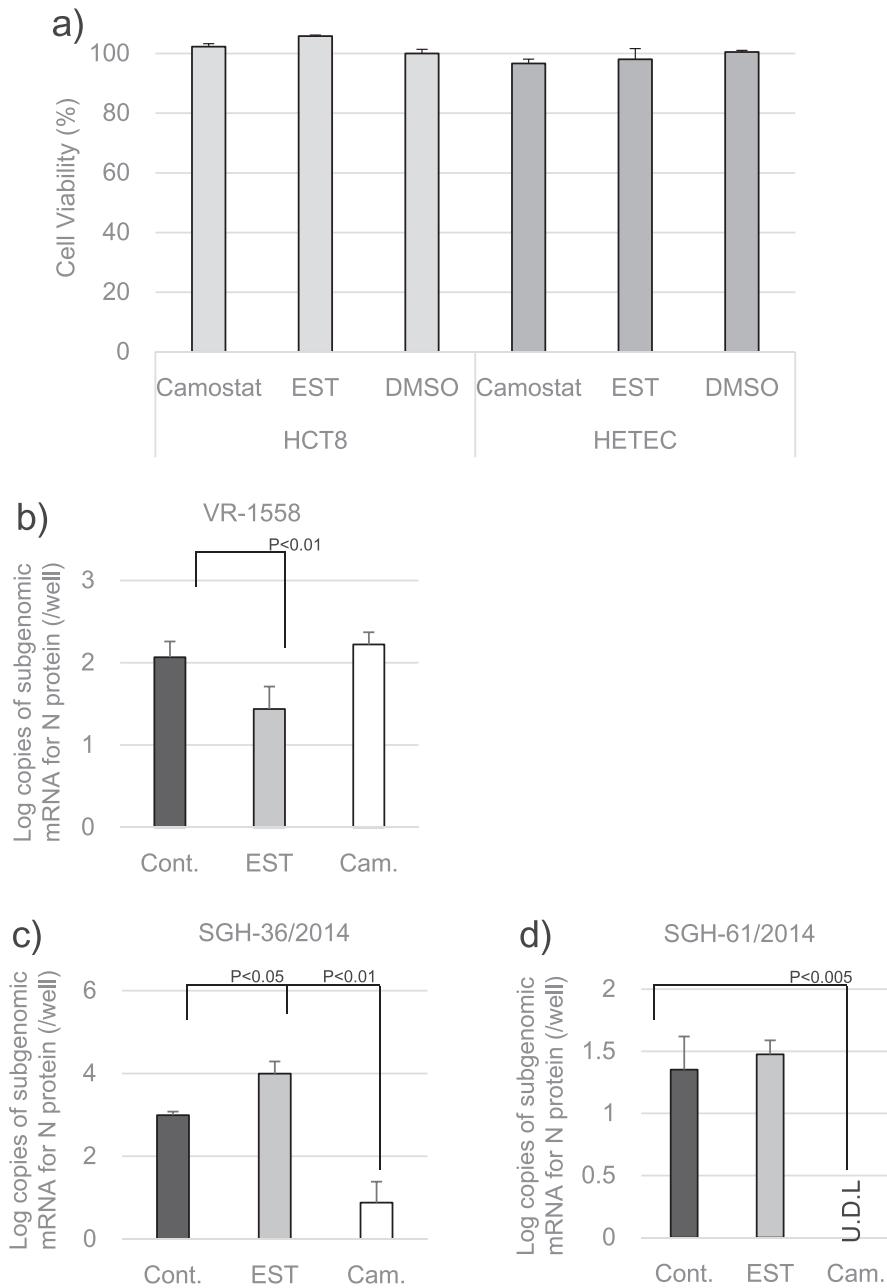 a)
Cell Viability (%)
100
80
60
40
20
0
Camostat EST DMSO Camostat EST DMSO
HCT8 HETEC
b)
VR-1558
P<0.01
Log copies of subgenomic
mRNA for N protein (/well)
3
2
1
0
Cont. EST Cam.
c)
SGH-36/2014
P<0.05 P<0.01
Log copies of subgenomic
mRNA for N protein (/well)
6
4
2
0
Cont. EST Cam.
d)
SGH-61/2014
P<0.005
Log copies of subgenomic
mRNA for N protein (/well)
2
1.5
1
0.5
0
U.D.L
Cont. EST Cam.